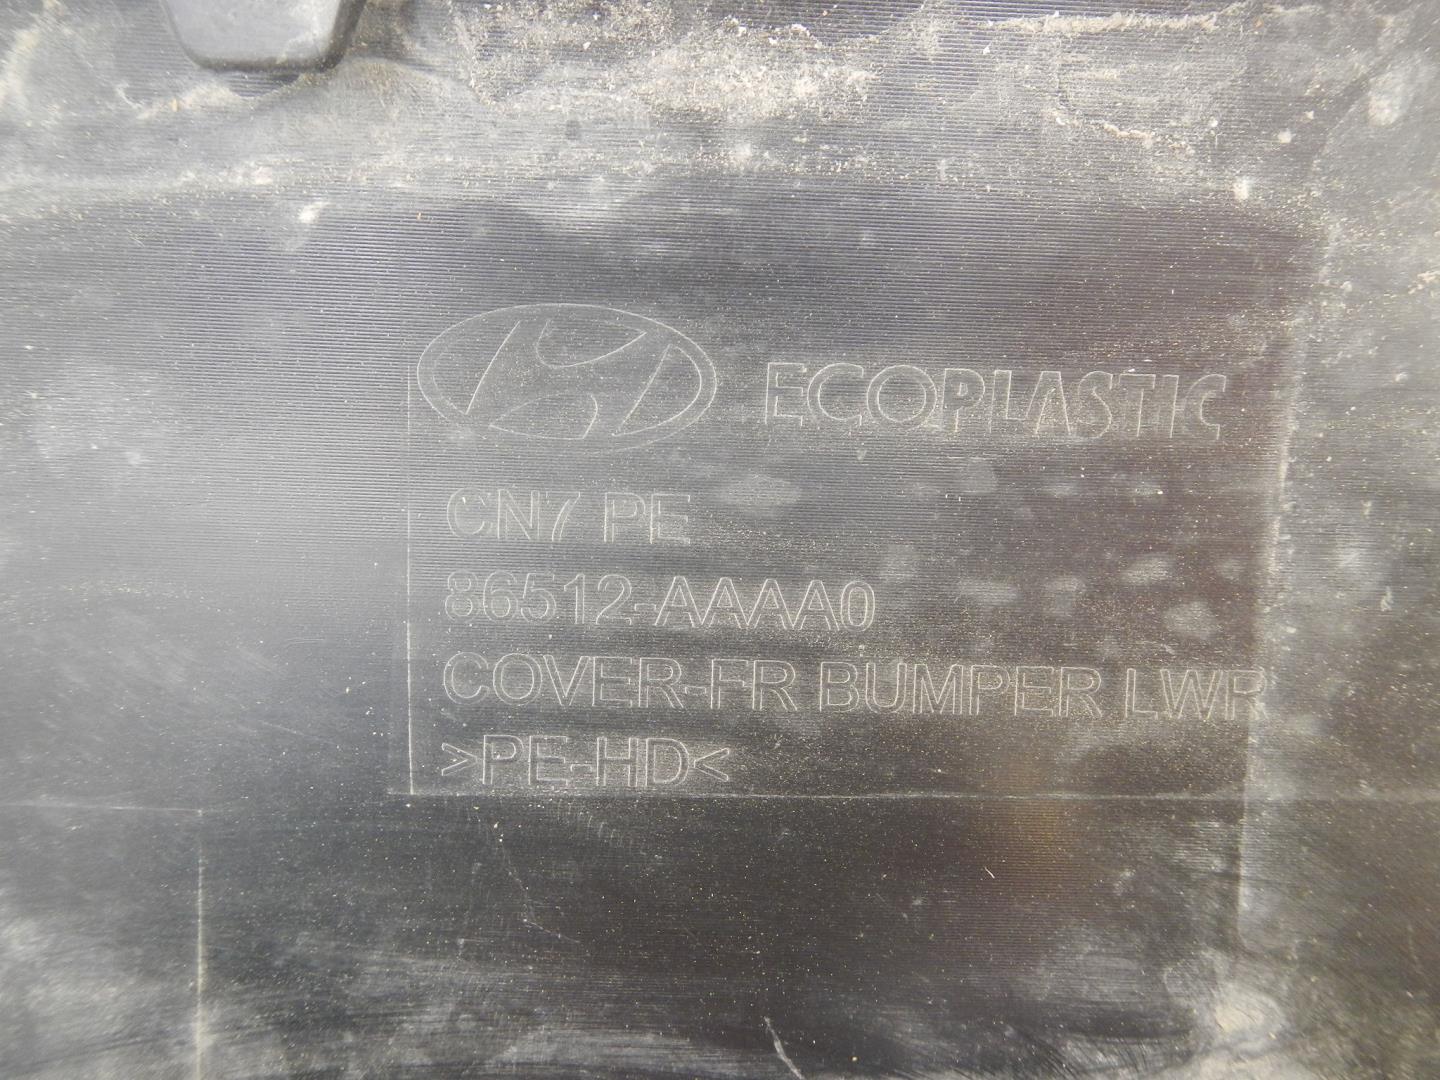 ECOPLASTIC
CN7 PE
86512-AAAA0
COVER-FR BUMPER LWR
>PE-HD<